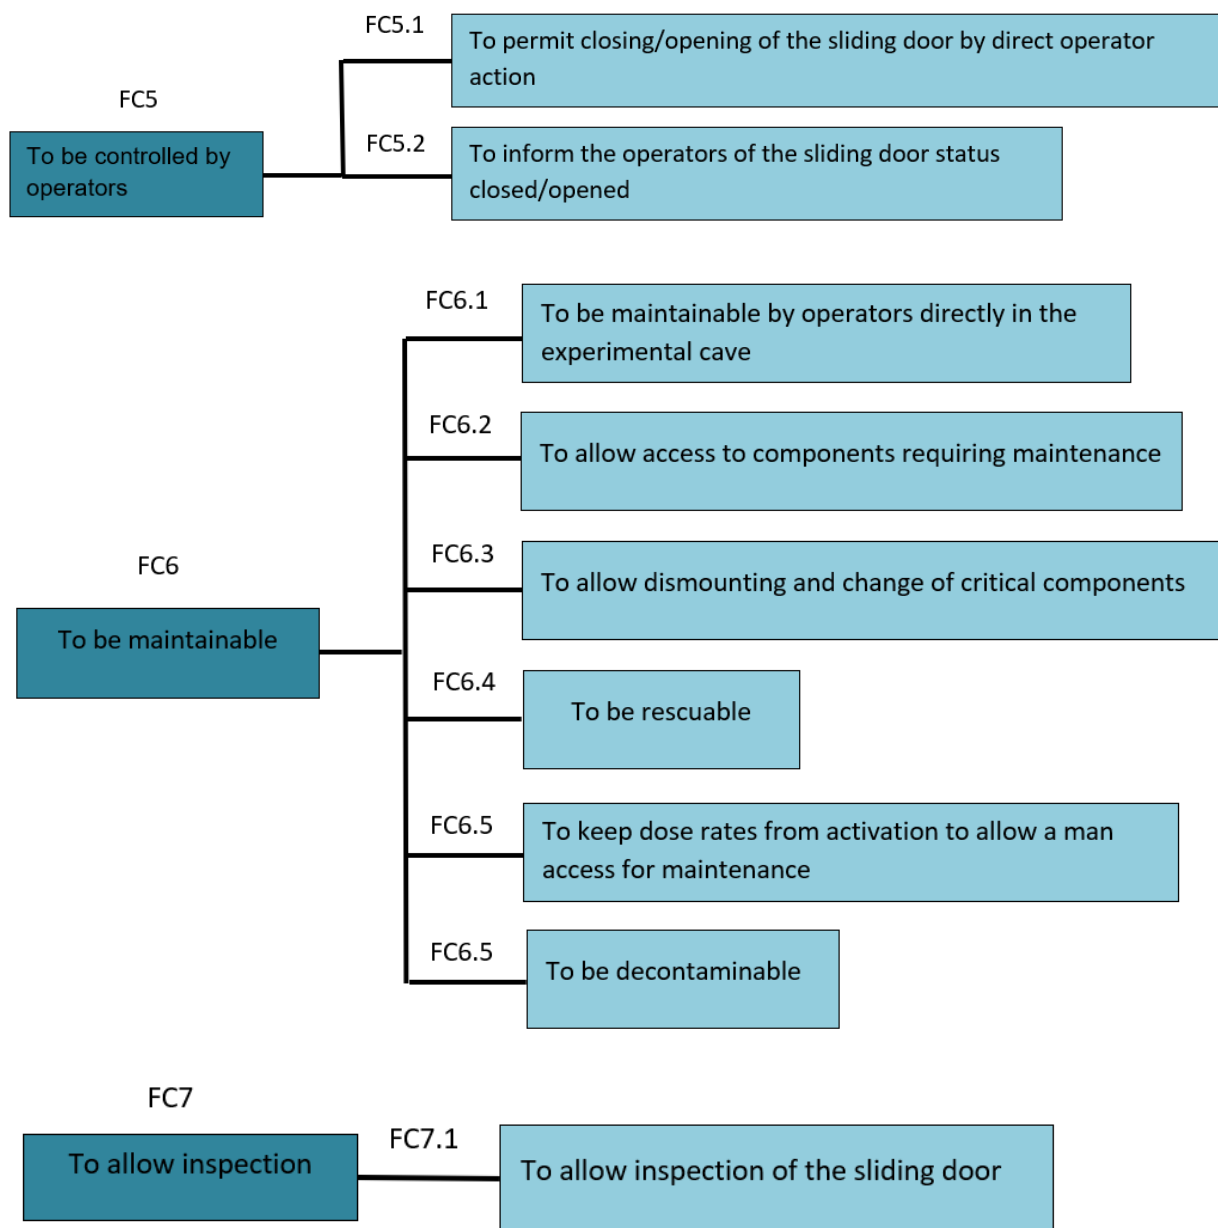 FC5.1
To permit closing/opening of the sliding door by direct operator
action
FC5
To be controlled by
operators
FC5.2
To inform the operators of the sliding door status
closed/opened
FC6.1
To be maintainable by operators directly in the
experimental cave
FC6.2
To allow access to components requiring maintenance
FC6.3
To allow dismounting and change of critical components
FC6
To be maintainable
FC6.4
To be rescuable
FC6.5
To keep dose rates from activation to allow a man
access for maintenance
FC6.5
To be decontaminable
FC7
To allow inspection
FC7.1
To allow inspection of the sliding door